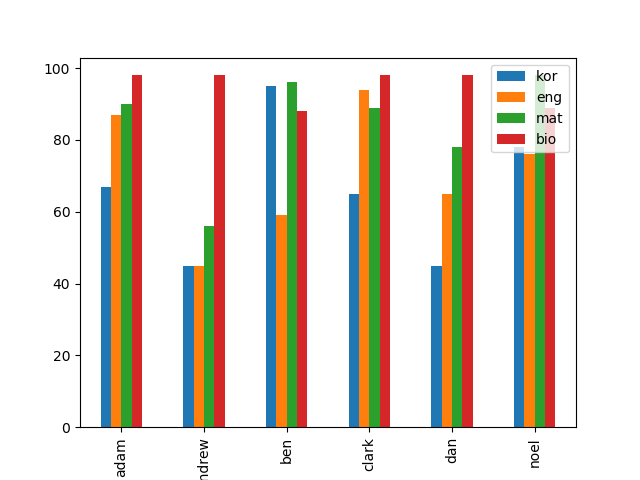 100
80
60
40
20
0
kor
eng
mat
bio
adam
ndrew
ben
clark
dan
noel